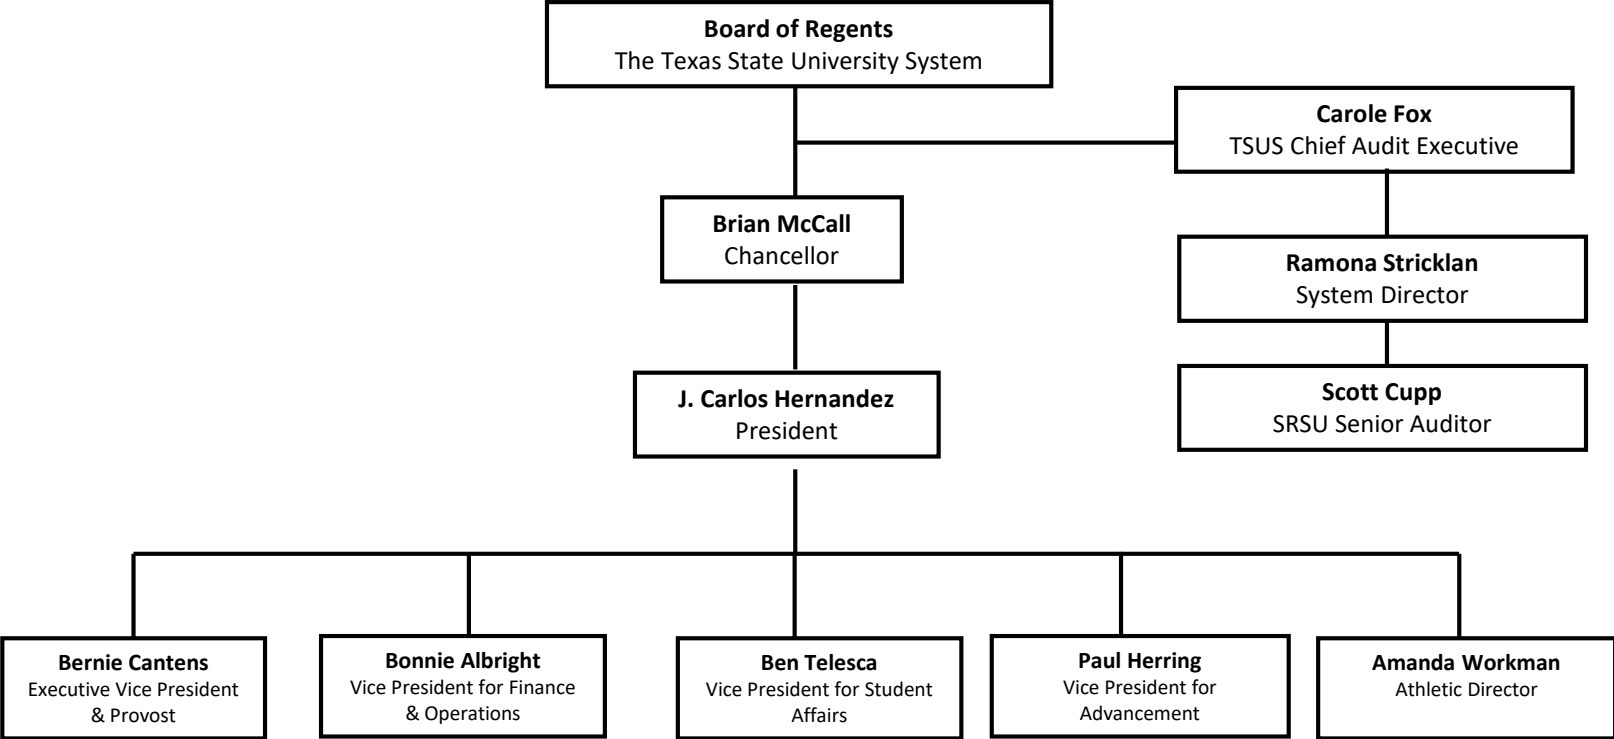 Board of Regents
The Texas State University System
Carole Fox
TSUS Chief Audit Executive
Brian McCall
Chancellor
Ramona Stricklan
System Director
J. Carlos Hernandez
President
Scott Cupp
SRSU Senior Auditor
Bernie Cantens
Executive Vice President
& Provost
Bonnie Albright
Vice President for Finance
& Operations
Ben Telesca
Vice President for Student
Affairs
Paul Herring
Vice President for
Advancement
Amanda Workman
Athletic Director